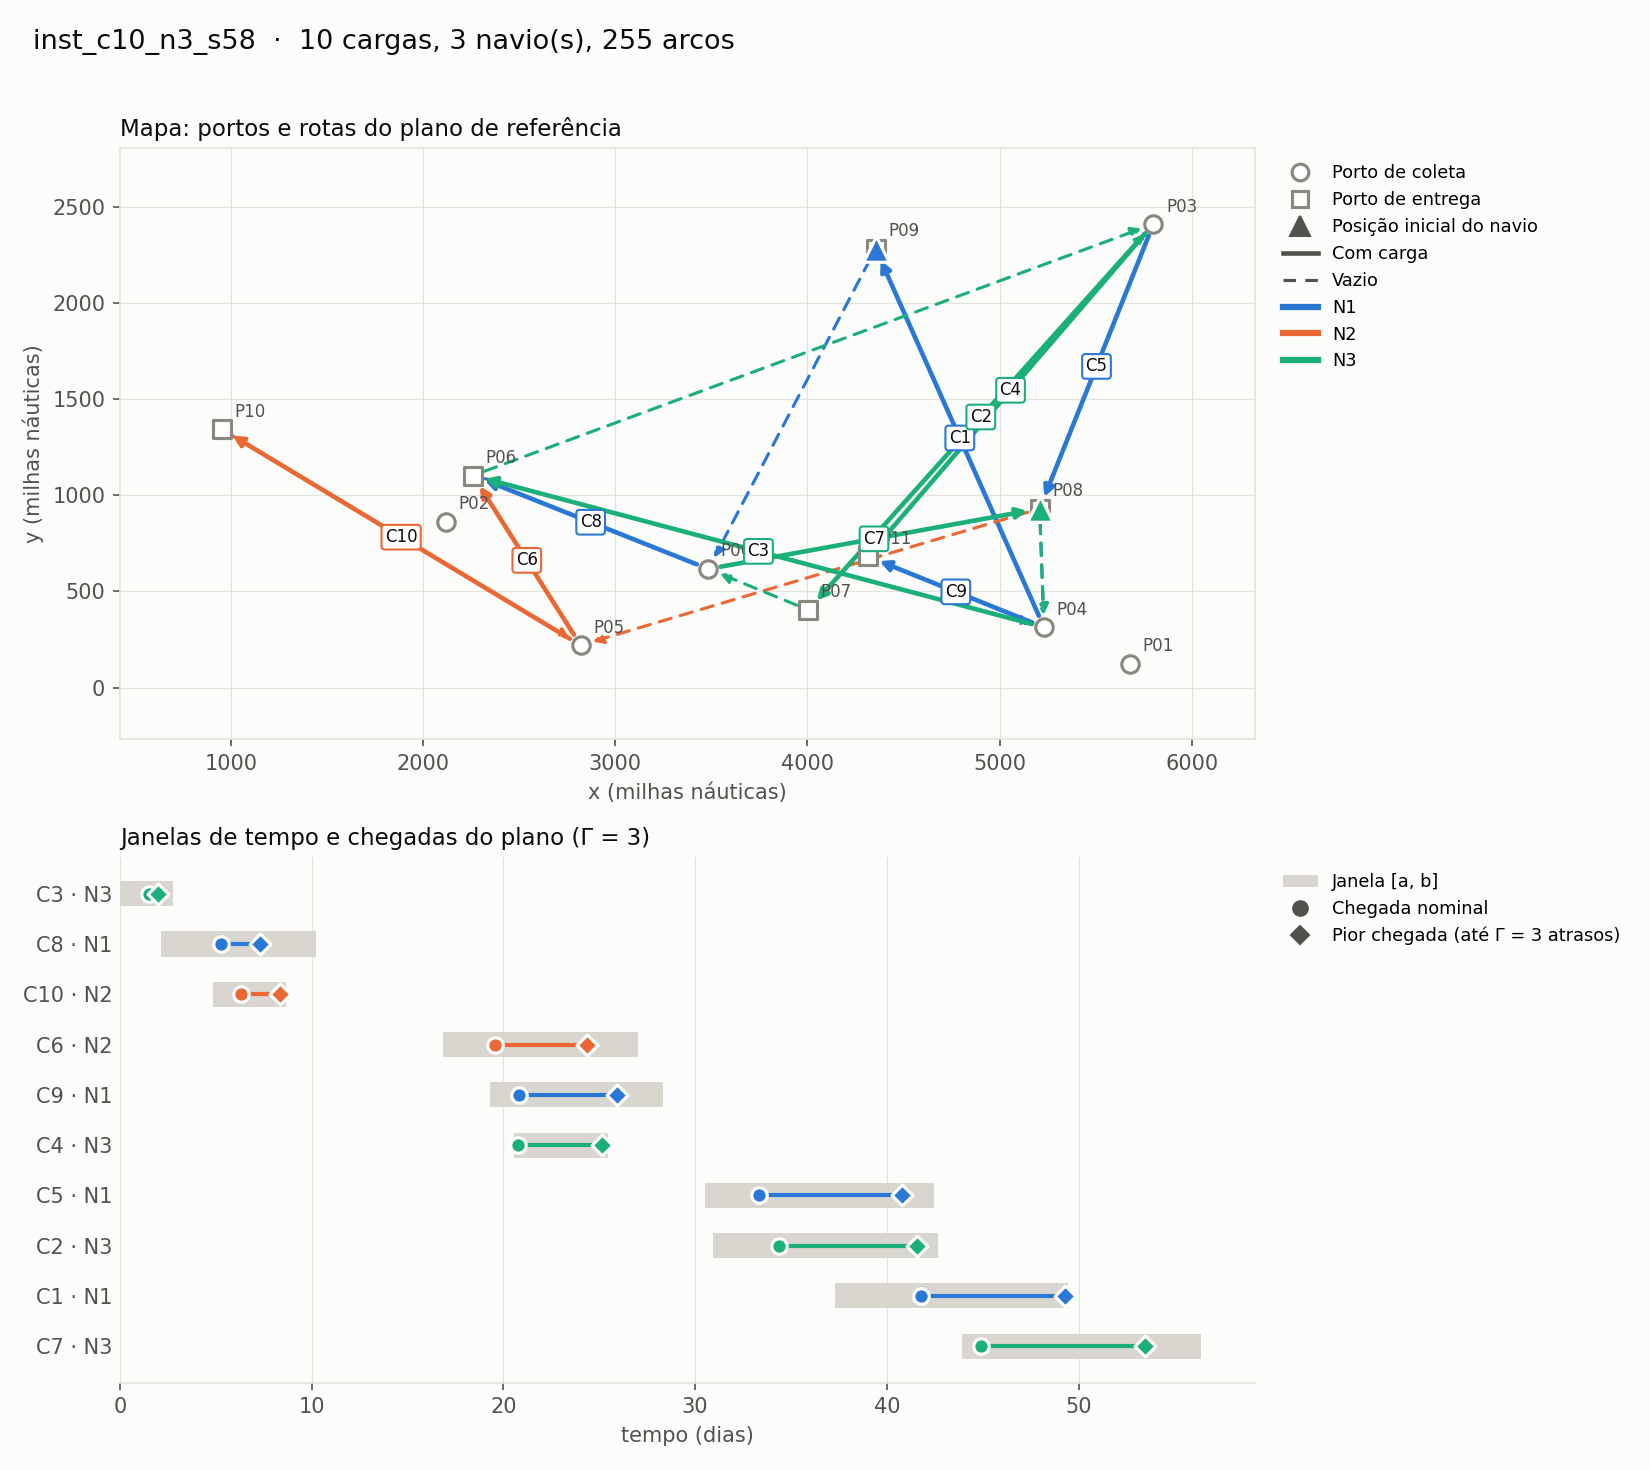 inst_c10_n3_s58 · 10 cargas, 3 navio(s), 255 arcos
Mapa: portos e rotas do plano de referência
y (milhas náuticas)
2500
2000
1500
1000
500
0
P03
P09
C5
C4
C2
P10
C1
P06
P08
P02
C8
C10
C7
11
C3
C6
C9
P07
P04
P05
P01
1000
2000
3000
4000
5000
6000
x (milhas náuticas)
Porto de coleta
Porto de entrega
Posição inicial do navio
Com carga
Vazio
N1
N2
N3
Janelas de tempo e chegadas do plano (Γ = 3)
C3 · N3
C8 · N1
C10 · N2
C6 · N2
C9 · N1
C4 · N3
C5 · N1
C2 · N3
C1 · N1
C7 · N3
0
10
20
30
40
50
tempo (dias)
Janela [a, b]
Chegada nominal
Pior chegada (até Γ = 3 atrasos)